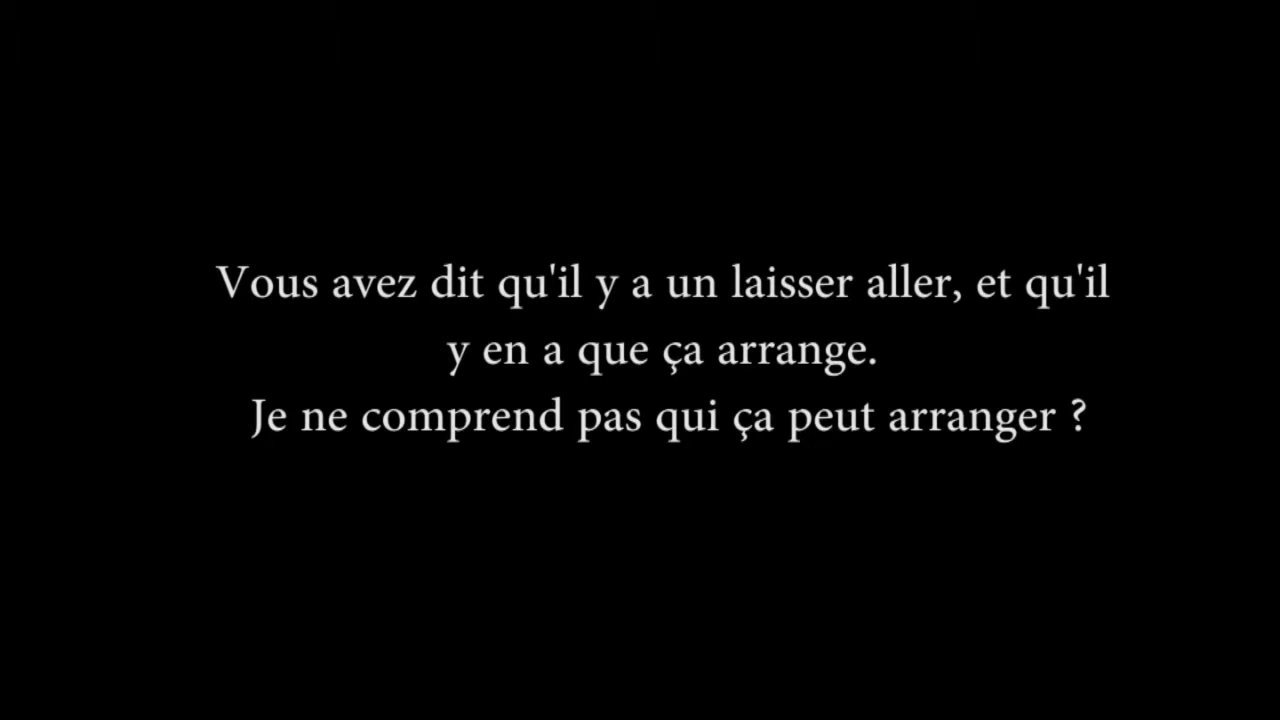 Vous avez dit qu'il y a un laisser aller, et qu'il
y en a que ça arrange.
Je ne comprend pas qui ça peut arranger ?